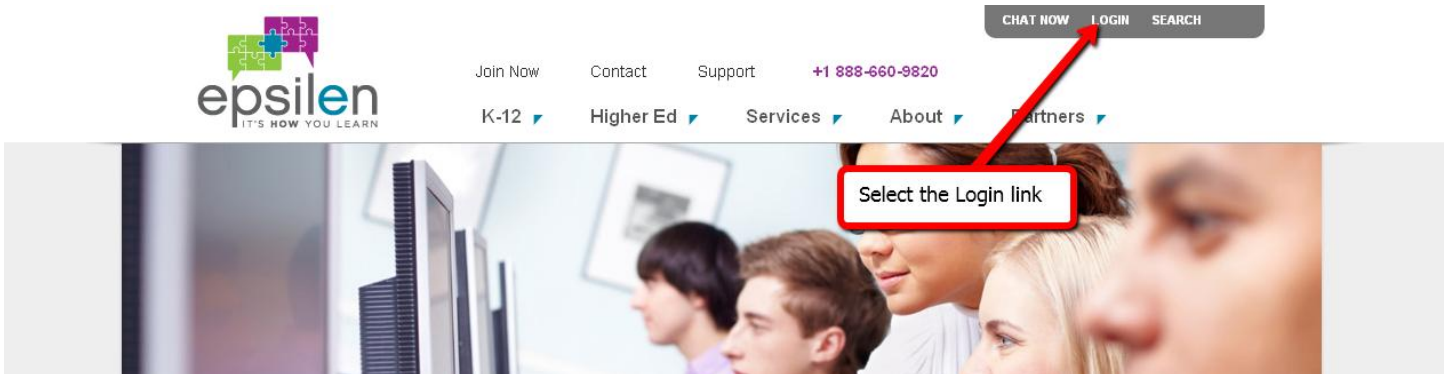 CHAT NOW LOGIN SEARCH
epsilen
IT'S HOW YOU LEARN
Join Now Contact Support +1 888-660-9820
K-12 Higher Ed Services About Partners
Select the Login link